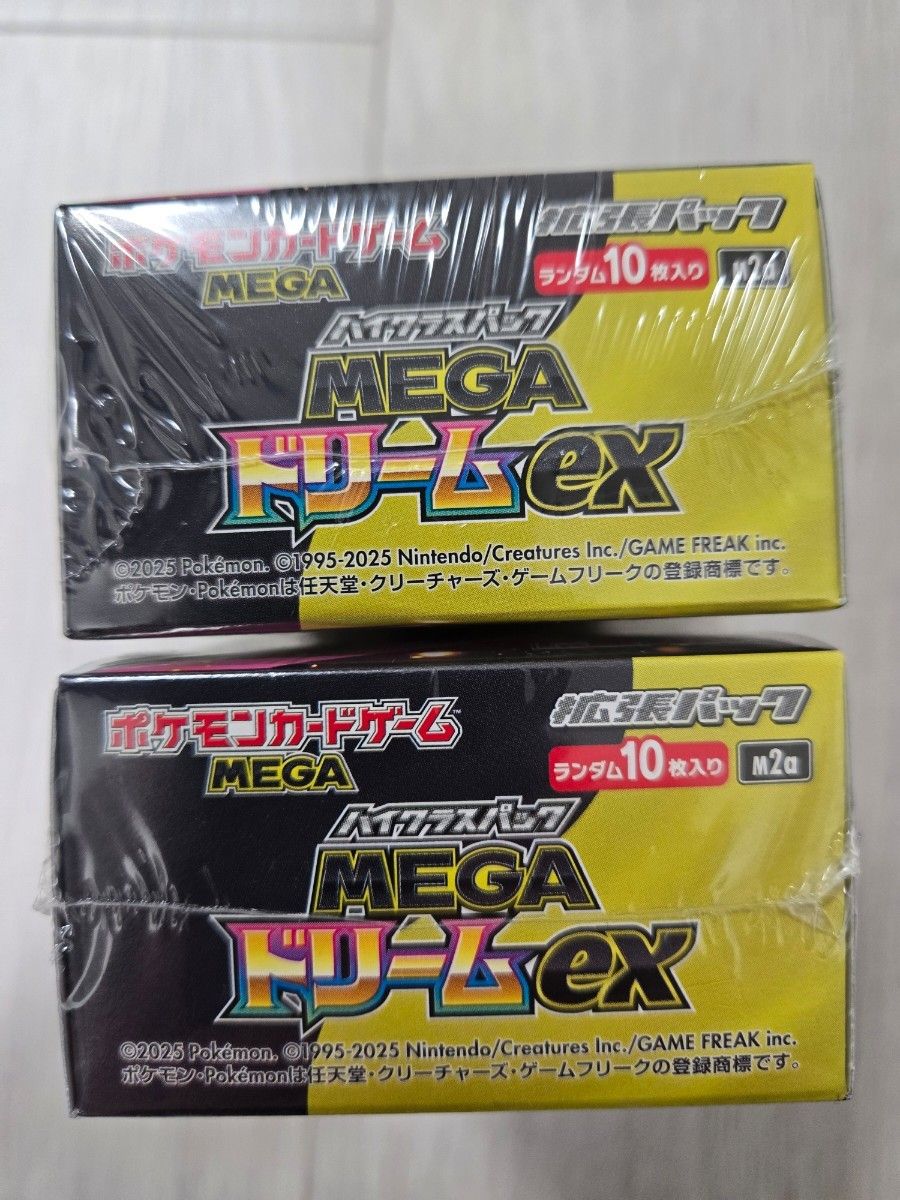 ポケモンカードゲーム
MEGA
拡張パック
ランダム10枚入り
M2a
ハイクラスパック
MEGA
ドリームex
©2025 Pokémon. ©1995-2025 Nintendo/Creatures Inc./GAME FREAK inc.
ポケモン・Pokémonは任天堂・クリーチャーズ・ゲームフリークの登録商標です。
ポケモンカードゲーム™
MEGA
拡張パック
ランダム10枚入り
M2a
ハイクラスパック
MEGA
ドリームex
©2025 Pokémon. ©1995-2025 Nintendo/Creatures Inc./GAME FREAK inc.
ポケモン・Pokémonは任天堂・クリーチャーズ・ゲームフリークの登録商標です。